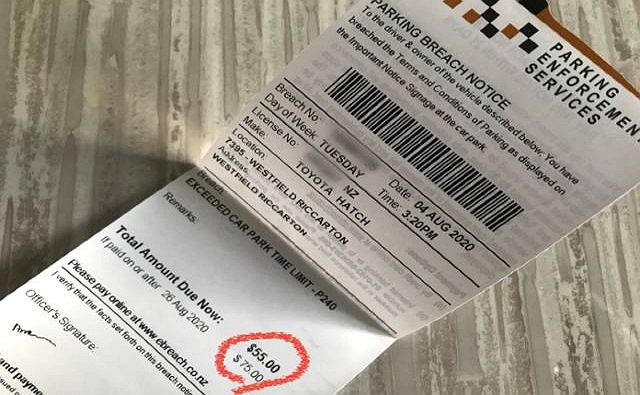 PARKING
ENFORCEMENT
SERVICES
PARKING BREACH NOTICE
To the driver & owner of the vehicle described below: You have
breached the Terms and Conditions of Parking as displayed on
the Important Notice Signage at the car park.
Breach No:
Day of Week: TUESDAY Date: 04 AUG 2020
License No: NZ Time: 3:20PM
Make: TOYOTA HATCH
Location:
7395 - WESTFIELD RICCARTON
Address:
WESTFIELD RICCARTON
Breach
EXCEEDED CAR PARK TIME LIMIT - P240
Remarks:
Total Amount Due Now: $55.00
If paid on or after 26 Aug 2020 $75.00
Please pay online at www.ebreach.co.nz
I verify that the facts set forth on this breach notice
Officer's Signature:
and payment